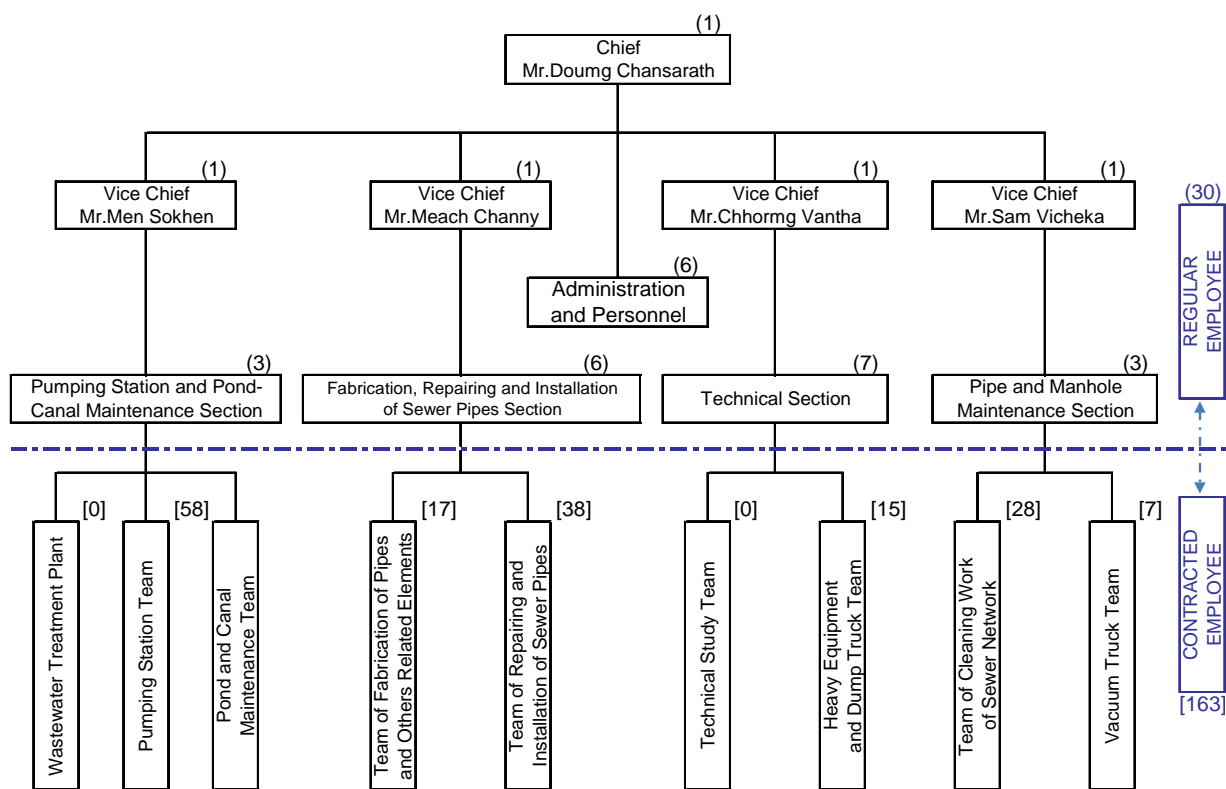 (1)
Chief
Mr.Doumg Chansarath
(1)
Vice Chief
Mr.Men Sokhen
(1)
Vice Chief
Mr.Meach Channy
(1)
Vice Chief
Mr.Chhormg Vantha
(1)
Vice Chief
Mr.Sam Vicheka
(30)
REGULAR
EMPLOYEE
(6)
Administration
and Personnel
(3)
Pumping Station and Pond-
Canal Maintenance Section
(6)
Fabrication, Repairing and Installation
of Sewer Pipes Section
(7)
Technical Section
(3)
Pipe and Manhole
Maintenance Section
[0]
Wastewater Treatment Plant
[58]
Pumping Station Team
Pond and Canal
Maintenance Team
[17]
Team of Fabrication of Pipes
and Others Related Elements
[38]
Team of Repairing and
Installation of Sewer Pipes
[0]
Technical Study Team
[15]
Heavy Equipment
and Dump Truck Team
[28]
Team of Cleaning Work
of Sewer Network
[7]
Vacuum Truck Team
CONTRACTED
EMPLOYEE
[163]